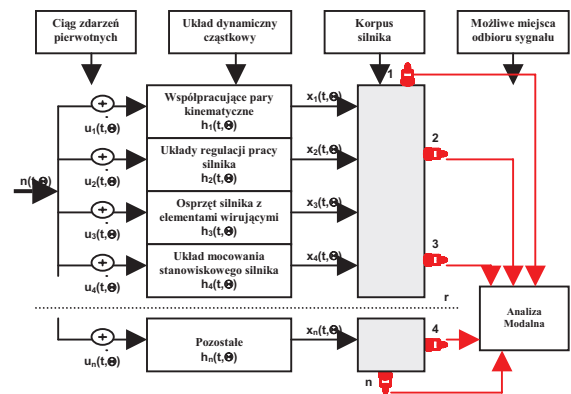 Ciąg zdarzeń
pierwotnych
Układ dynamiczny
cząstkowy
Korpus
silnika
Możliwe miejsca
odbioru sygnału
1
Współpracujące pary
kinematyczne
h1(t,Θ)
x1(t,Θ)
u1(t,Θ)
2
Układy regulacji pracy
silnika
h2(t,Θ)
x2(t,Θ)
u2(t,Θ)
n(t,Θ)
Osprzęt silnika z
elementami wirującymi
h3(t,Θ)
x3(t,Θ)
u3(t,Θ)
3
Układ mocowania
stanowiskowego silnika
h4(t,Θ)
x4(t,Θ)
u4(t,Θ)
r
Analiza
Modalna
4
Pozostałe
hn(t,Θ)
xn(t,Θ)
un(t,Θ)
n